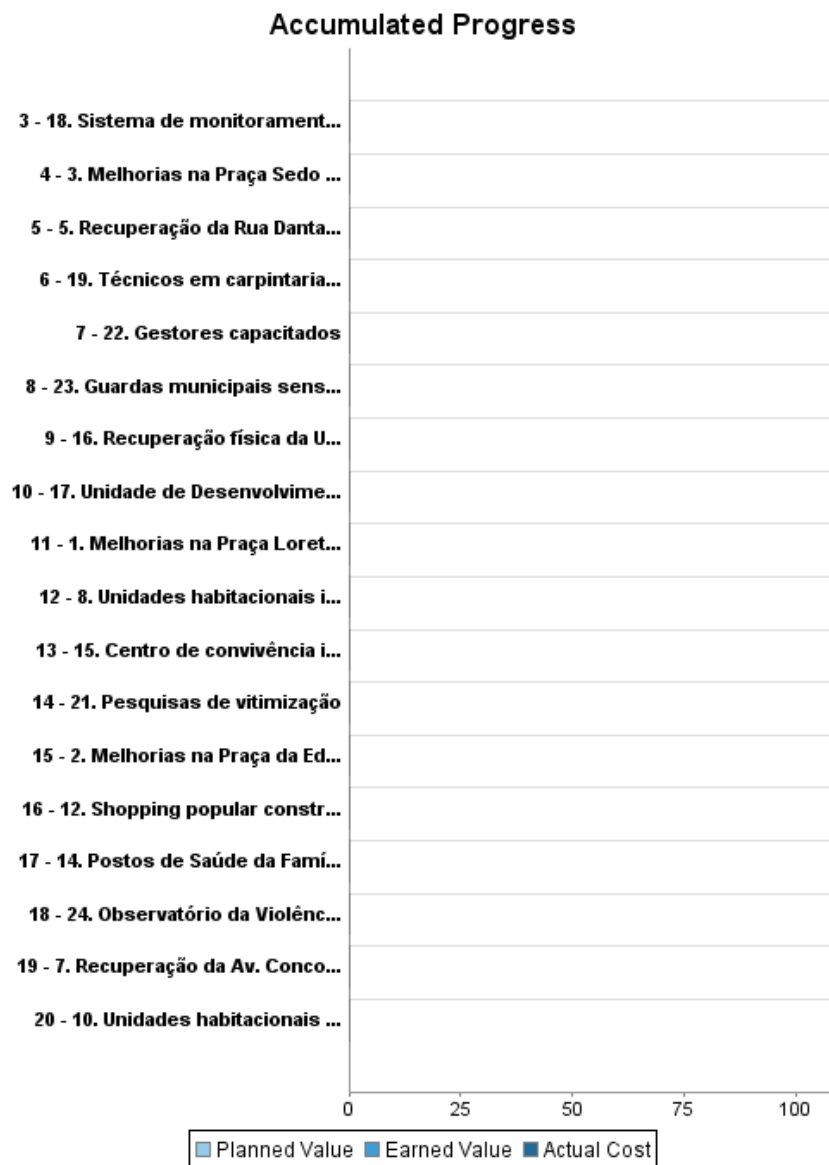 Accumulated Progress
3 - 18. Sistema de monitorament...
4 - 3. Melhorias na Praça Sedo ...
5 - 5. Recuperação da Rua Danta...
6 - 19. Técnicos em carpintaria...
7 - 22. Gestores capacitados
8 - 23. Guardas municipais sens...
9 - 16. Recuperação física da U...
10 - 17. Unidade de Desenvolvime...
11 - 1. Melhorias na Praça Loret...
12 - 8. Unidades habitacionais i...
13 - 15. Centro de convivência i...
14 - 21. Pesquisas de vitimização
15 - 2. Melhorias na Praça da Ed...
16 - 12. Shopping popular constr...
17 - 14. Postos de Saúde da Famí...
18 - 24. Observatório da Violênc...
19 - 7. Recuperação da Av. Conco...
20 - 10. Unidades habitacionais ...
0 25 50 75 100
Planned Value Earned Value Actual Cost